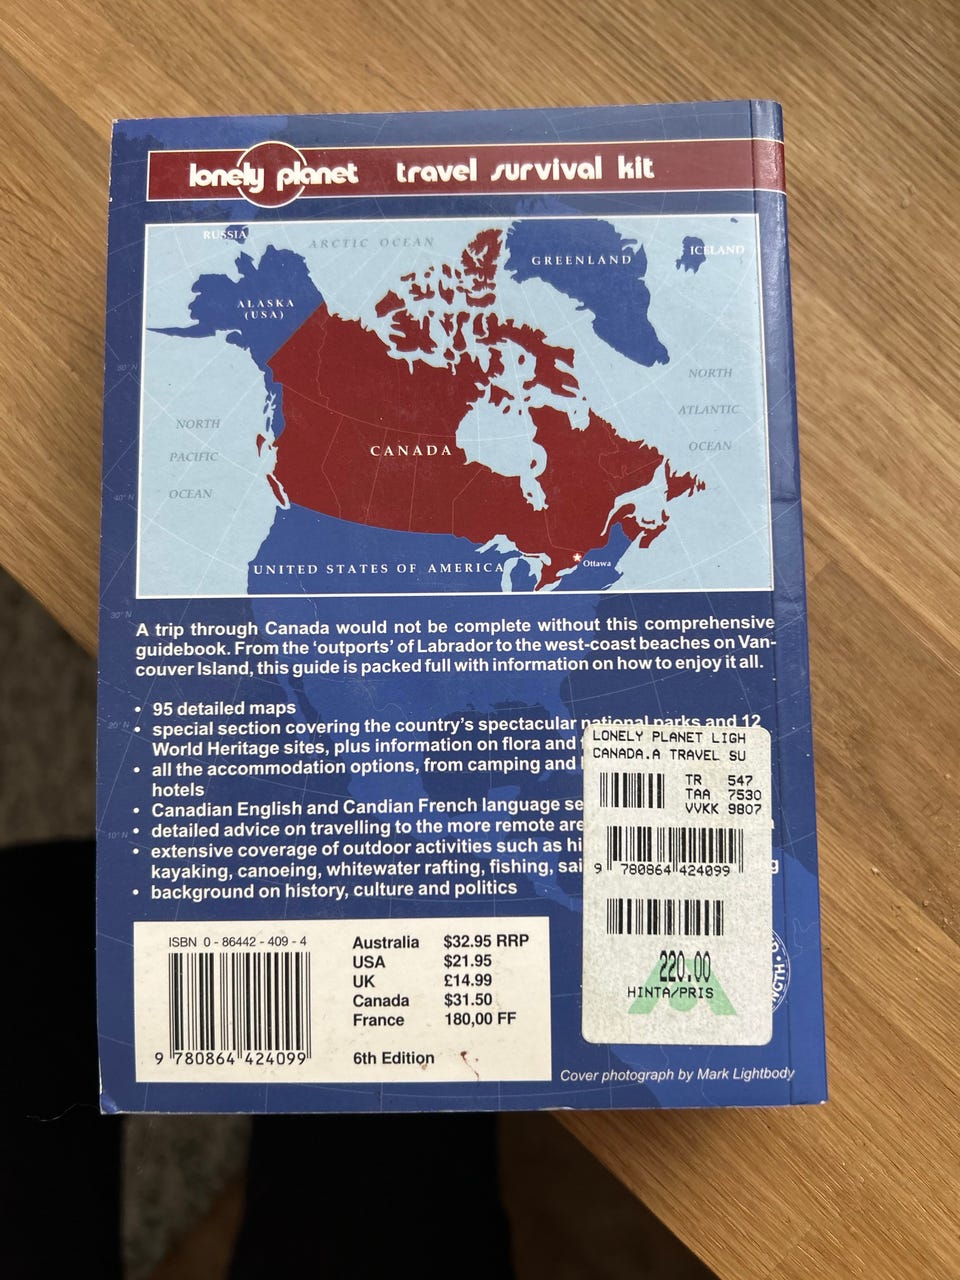 lonely planet travel survival kit
RUSSIA
ARCTIC OCEAN
GREENLAND
ICELAND
ALASKA
(USA)
NORTH
PACIFIC
OCEAN
CANADA
NORTH
ATLANTIC
OCEAN
UNITED STATES OF AMERICA
Ottawa
40° N
30° N
20° N
10° N
A trip through Canada would not be complete without this comprehensive
guidebook. From the 'outports' of Labrador to the west-coast beaches on Van-
couver Island, this guide is packed full with information on how to enjoy it all.
• 95 detailed maps
• special section covering the country's spectacular national parks and 12
World Heritage sites, plus information on flora and
• all the accommodation options, from camping and
hotels
• Canadian English and Candian French language
• detailed advice on travelling to the more remote
• extensive coverage of outdoor activities such as
kayaking, canoeing, whitewater rafting, fishing,
• background on history, culture and politics
LONELY PLANET LIGH
CANADA.A TRAVEL SU
TR 547
TAA 7530
VVKK 9807
9 780864 424099
220.00
HINTA/PRIS
ISBN 0 - 86442 - 409 - 4
9 780864 424099
Australia $32.95 RRP
USA $21.95
UK £14.99
Canada $31.50
France 180,00 FF
6th Edition
Cover photograph by Mark Lightbody